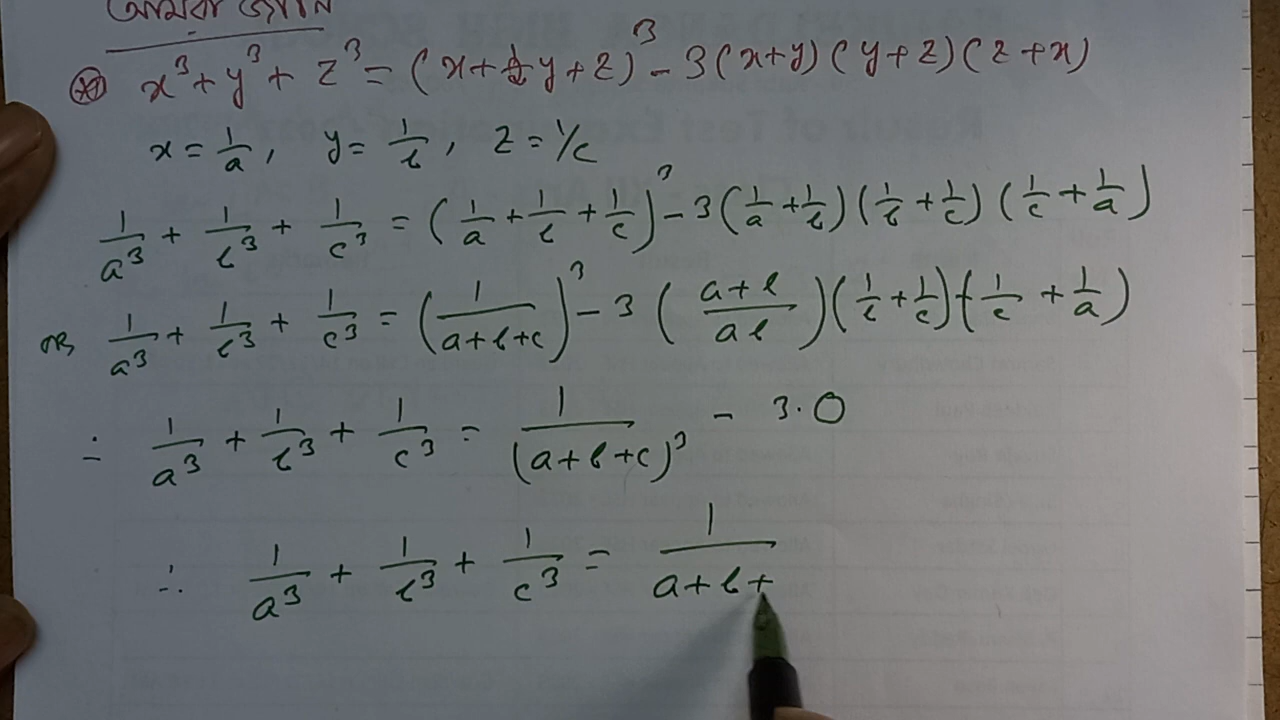 আমরা জানি
⊛ x³ + y³ + z³ = (x + y + z)³ - 3(x+y)(y+z)(z+x)
x = 1/a, y = 1/b, z = 1/c
1/a³ + 1/b³ + 1/c³ = (1/a + 1/b + 1/c)³ - 3(1/a + 1/b)(1/b + 1/c)(1/c + 1/a)
or, 1/a³ + 1/b³ + 1/c³ = (1/(a+b+c))³ - 3((a+b)/ab)(1/b + 1/c)(1/c + 1/a)
∴ 1/a³ + 1/b³ + 1/c³ = 1/(a+b+c)³ - 3·0
∴ 1/a³ + 1/b³ + 1/c³ = 1/a+b+